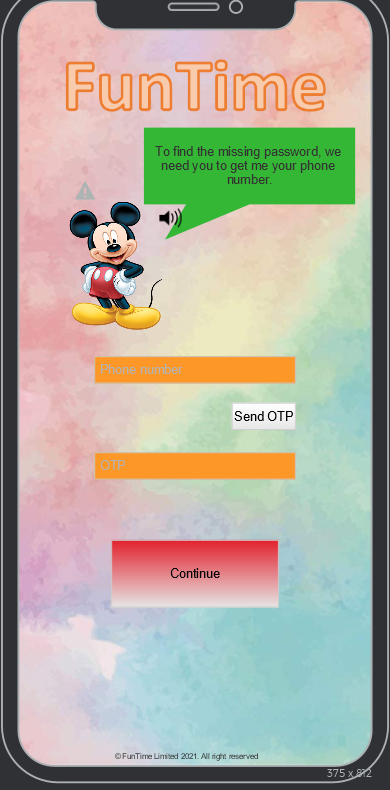 FunTime
To find the missing password, we
need you to get me your phone
number.
Phone number
Send OTP
OTP
Continue
© FunTime Limited 2021. All right reserved
375 x 812